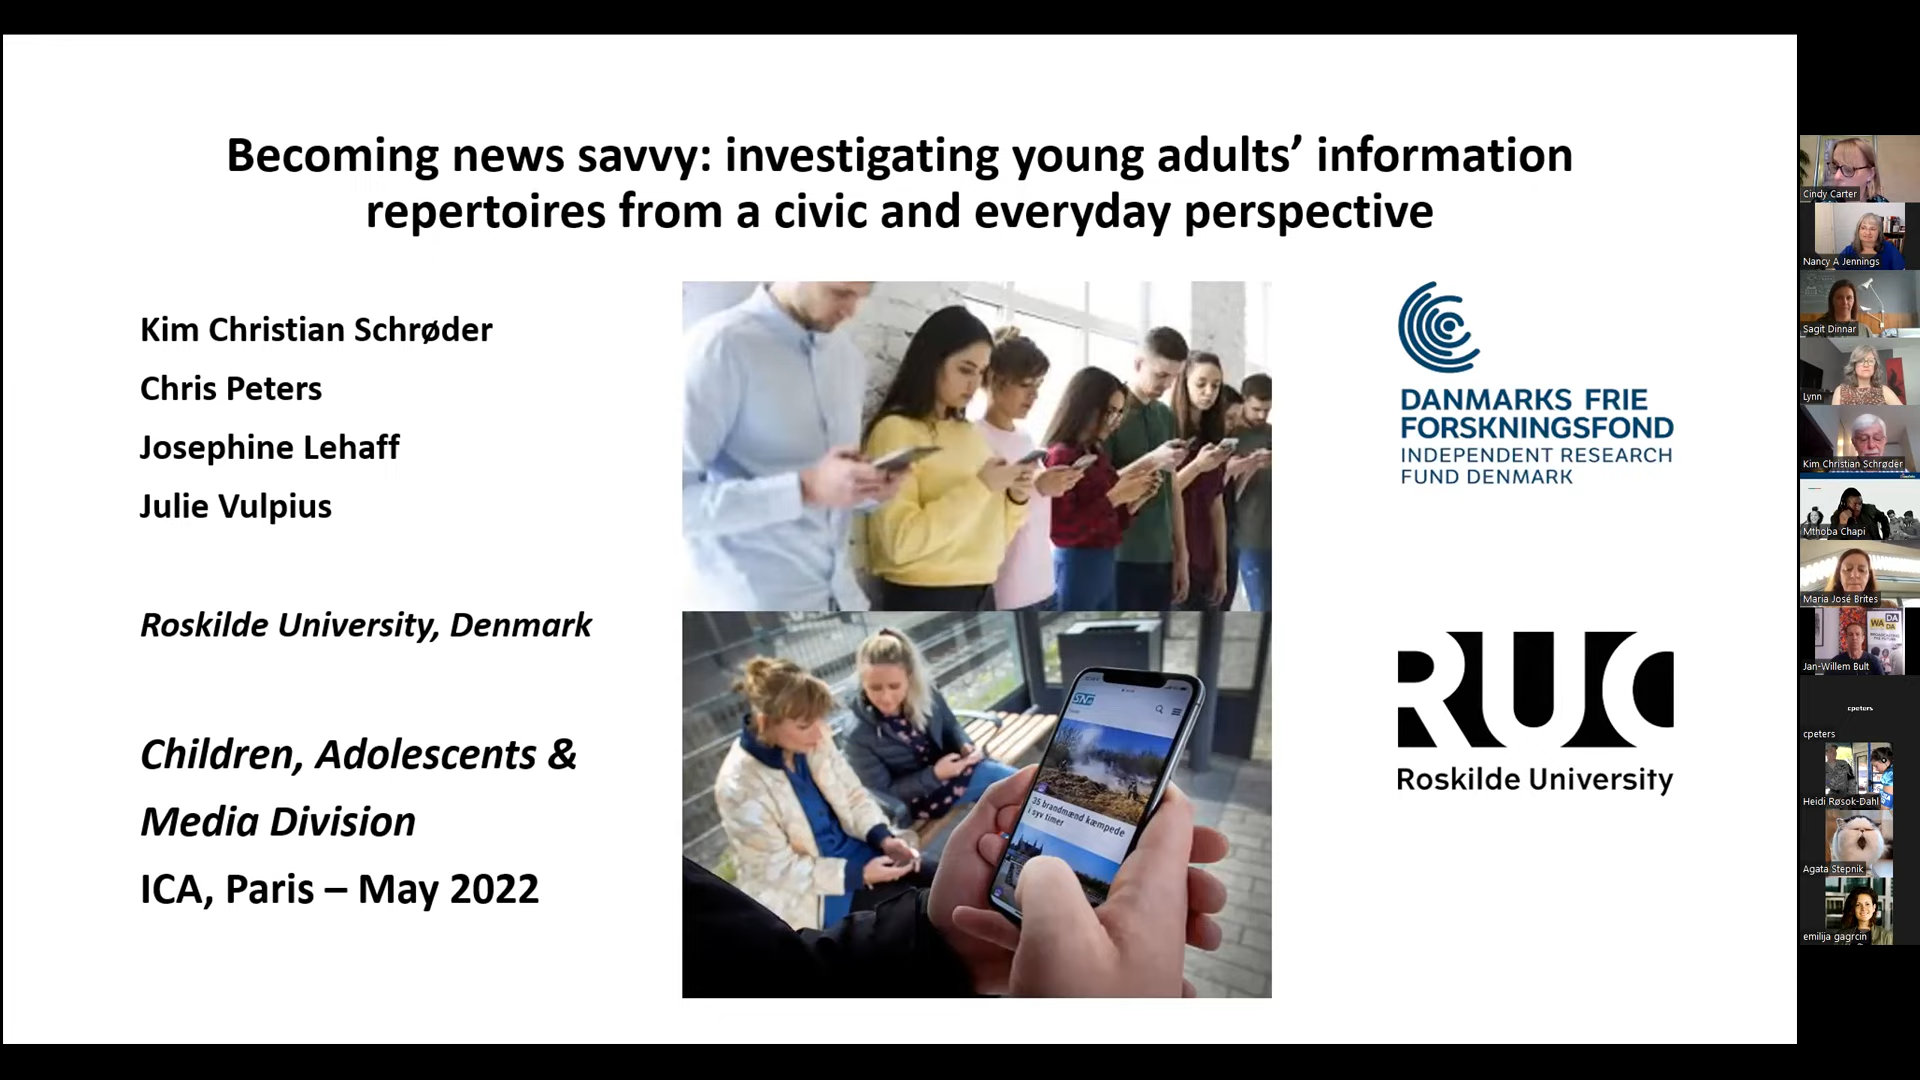 Becoming news savvy: investigating young adults’ information
repertoires from a civic and everyday perspective
Kim Christian Schrøder
Chris Peters
Josephine Lehaff
Julie Vulpius
Roskilde University, Denmark
Children, Adolescents &
Media Division
ICA, Paris – May 2022
35 brandmænd kæmpede
i syv timer
DANMARKS FRIE
FORSKNINGSFOND
INDEPENDENT RESEARCH
FUND DENMARK
RUC
Roskilde University
Cindy Carter
Nancy A Jennings
Sagit Dinnar
Lynn
Kim Christian Schrøder
Mthoba Chapi
Maria José Brites
WA
DA
DA
Jan-Willem Bult
cpeters
cpeters
Heidi Røsok-Dahl
Agata Stepnik
emilija gagrcin